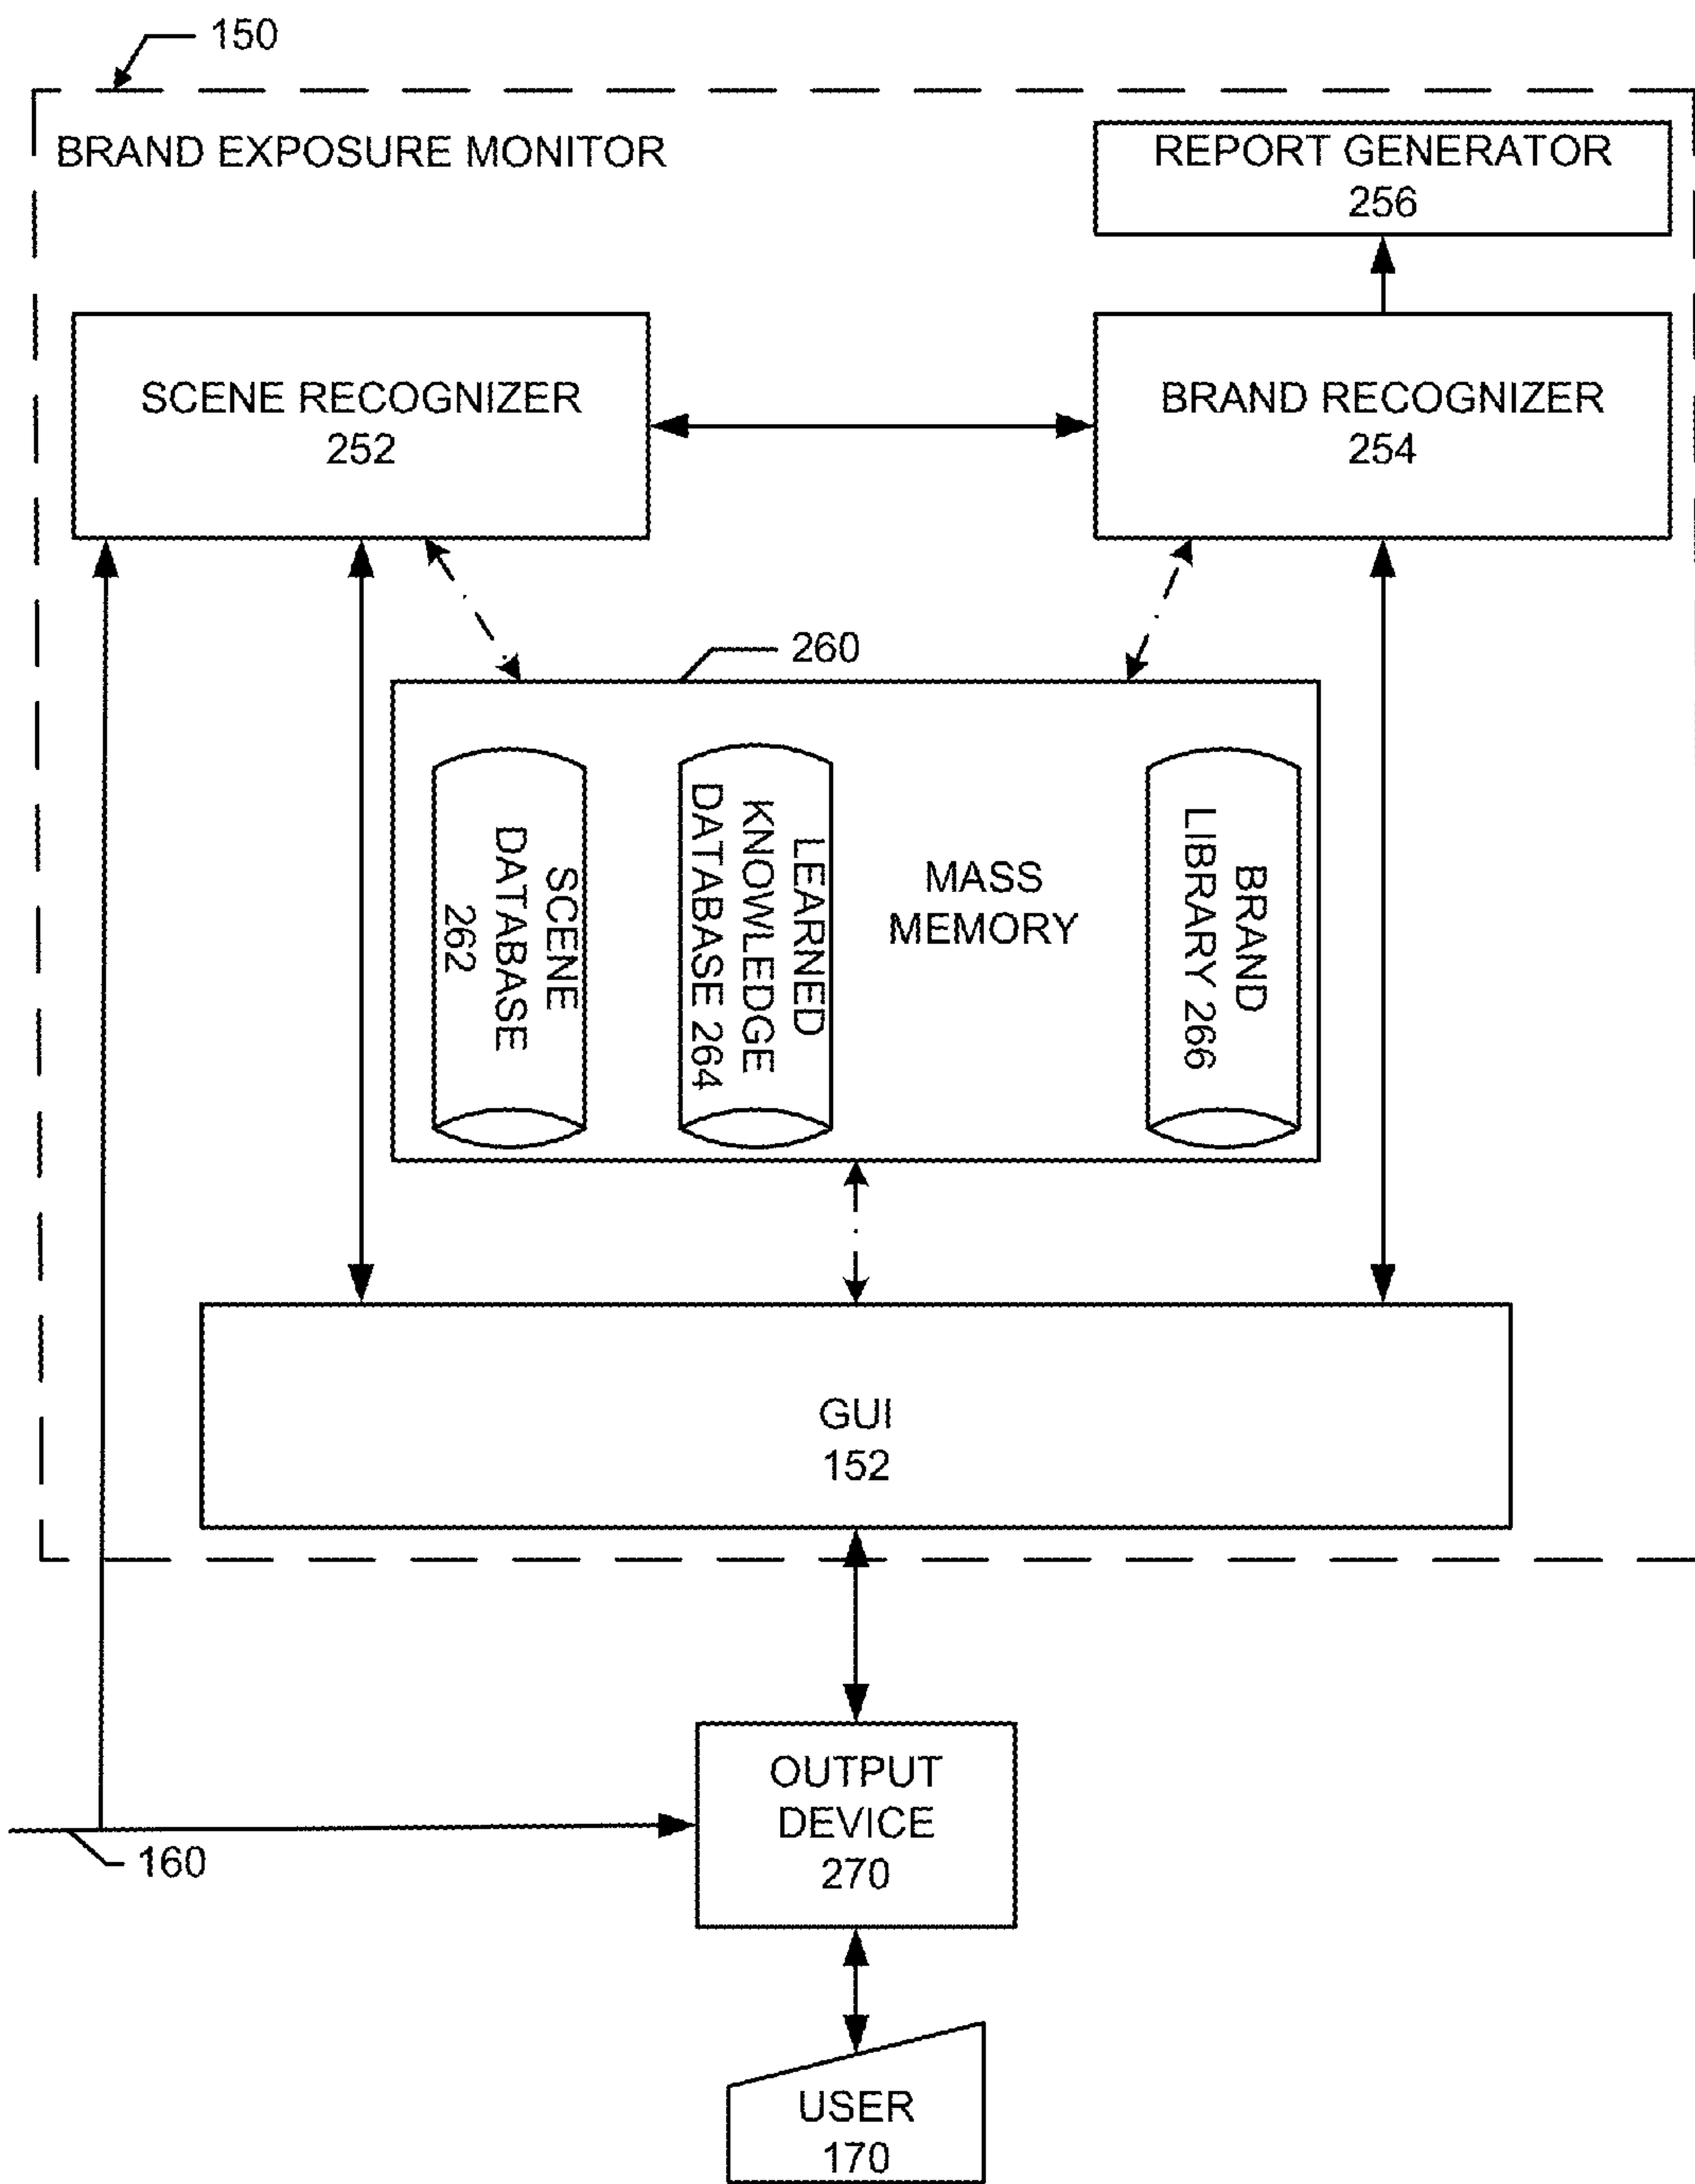 150
BRAND EXPOSURE MONITOR
REPORT GENERATOR
256
SCENE RECOGNIZER
252
BRAND RECOGNIZER
254
260
SCENE
DATABASE
262
LEARNED
KNOWLEDGE
DATABASE 264
MASS
MEMORY
BRAND
LIBRARY 266
GUI
152
OUTPUT
DEVICE
270
160
USER
170